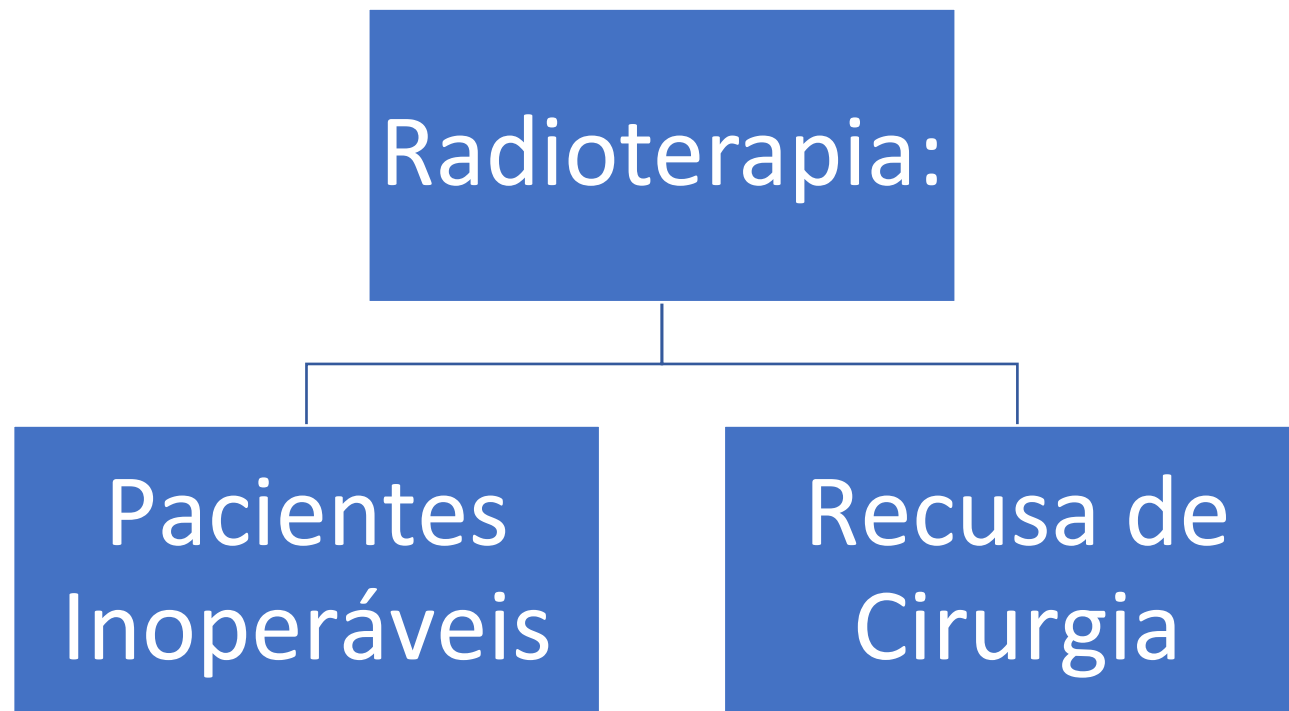 Radioterapia:
Pacientes
Inoperáveis
Recusa de
Cirurgia